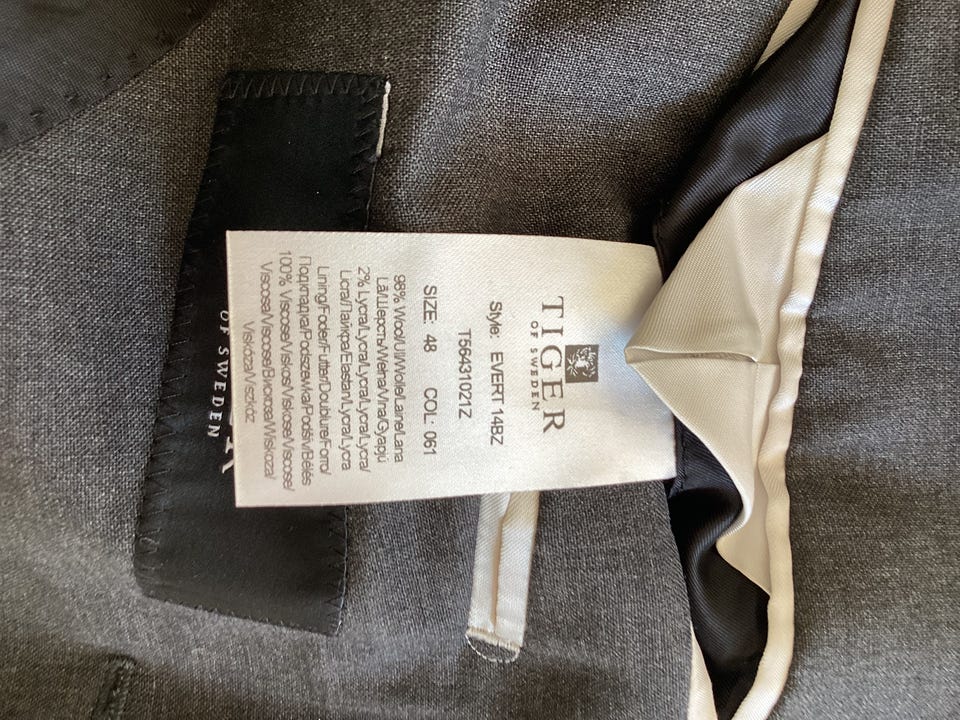 TIGER
OF SWEDEN
Style: EVERT 14BZ
T56431021Z
SIZE: 48 COL: 061
98% Wool/Ull/Wolle/Laine/Lana
Lã/Шерсть/Wełna/Vlna/Gyapjú
2% Lycra/Lycra/Lycra/Lycra/
Licra/Лайкра/Elastan/Lycra/Lycra
Lining/Foder/Futter/Doublure/Forro/
Подкладка/Podszewka/Podšív/Bélés
100% Viscose/Viskos/Viskose/Viscose/
Viscosa/Viscose/Вискоза/Wiskoza/
Viskóza/Viszkóz
OF SWEDEN